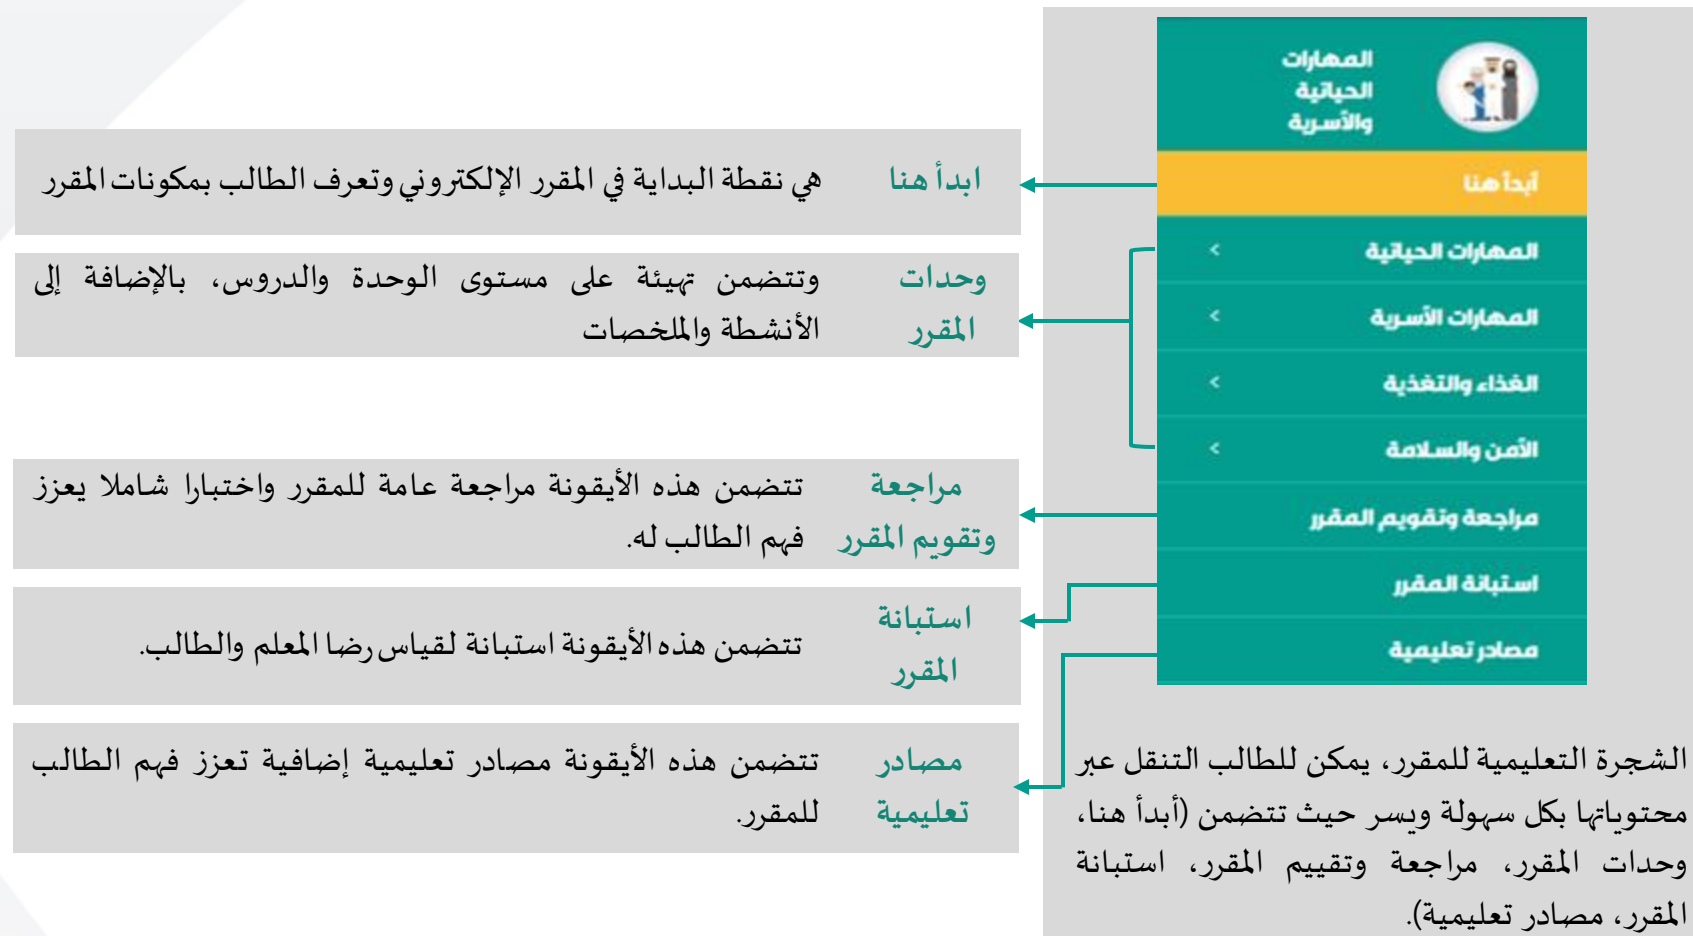 المهارات
الحياتية
والأسرية
أبدأ هنا
المهارات الحياتية
المهارات الأسرية
الغذاء والتغذية
الأمن والسلامة
مراجعة وتقويم المقرر
استبانة المقرر
مصادر تعليمية
الشجرة التعليمية للمقرر، يمكن للطالب التنقل عبر
محتوياتها بكل سهولة ويسر حيث تتضمن (أبدأ هنا،
وحدات المقرر، مراجعة وتقييم المقرر، استبانة
المقرر، مصادر تعليمية).
ابدأ هنا
هي نقطة البداية في المقرر الإلكتروني وتعرف الطالب بمكونات المقرر
وحدات
المقرر
وتتضمن تهيئة على مستوى الوحدة والدروس، بالإضافة إلى
الأنشطة والملخصات
مراجعة
وتقويم المقرر
تتضمن هذه الأيقونة مراجعة عامة للمقرر واختبارا شاملا يعزز
فهم الطالب له.
استبانة
المقرر
تتضمن هذه الأيقونة استبانة لقياس رضا المعلم والطالب.
مصادر
تعليمية
تتضمن هذه الأيقونة مصادر تعليمية إضافية تعزز فهم الطالب
للمقرر.